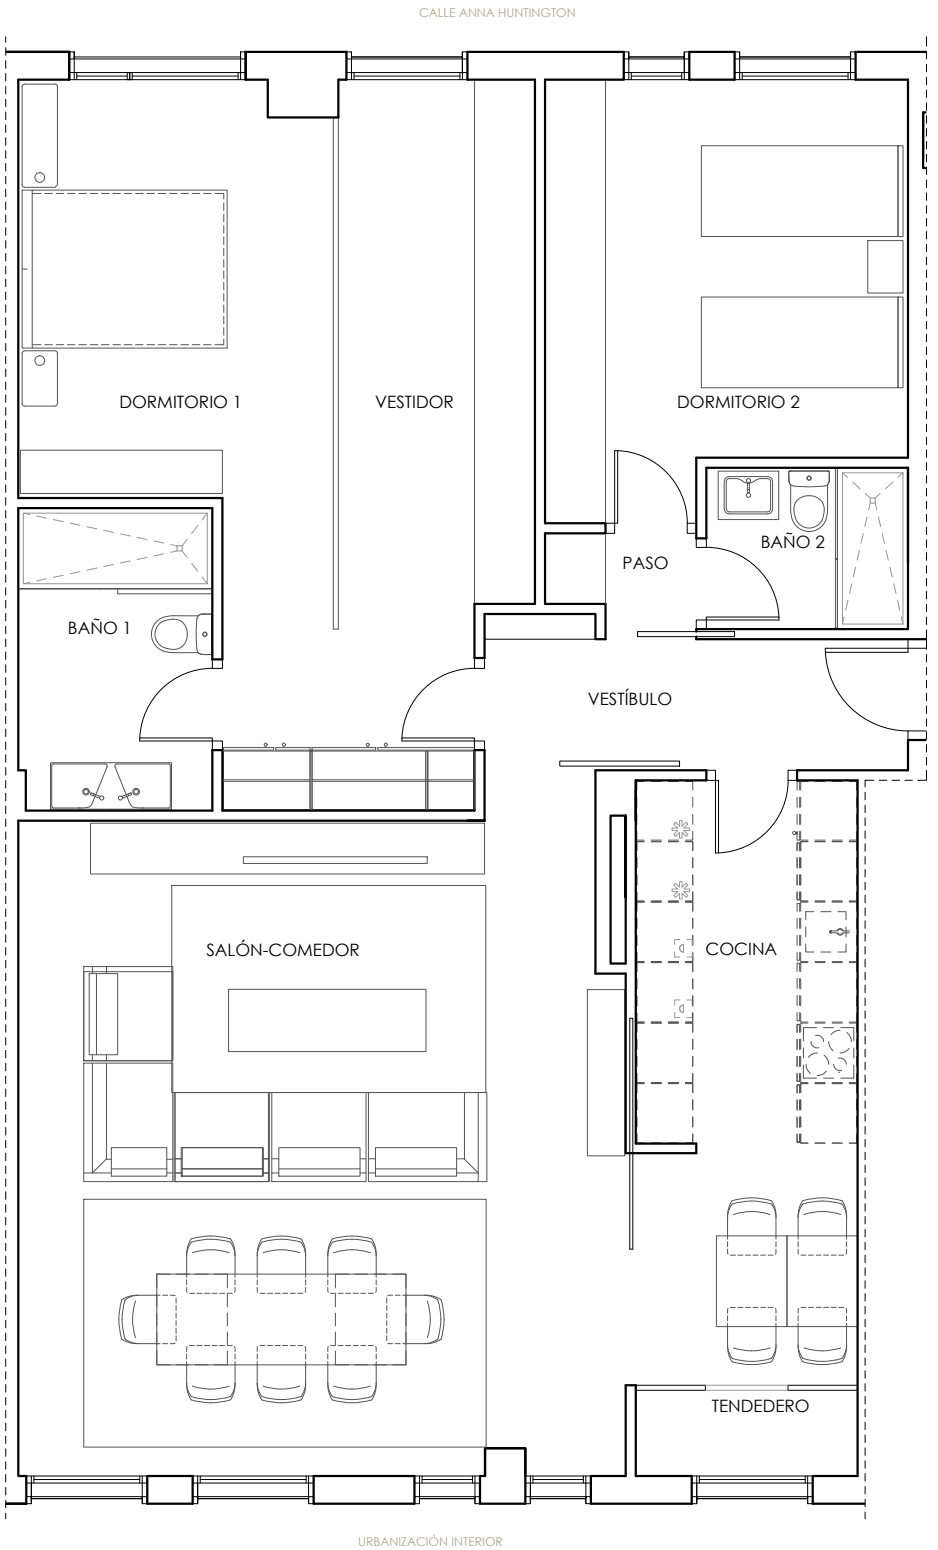 CALLE ANNA HUNTINGTON
DORMITORIO 1
VESTIDOR
DORMITORIO 2
BAÑO 2
PASO
BAÑO 1
VESTÍBULO
SALÓN-COMEDOR
COCINA
TENDEDERO
URBANIZACIÓN INTERIOR